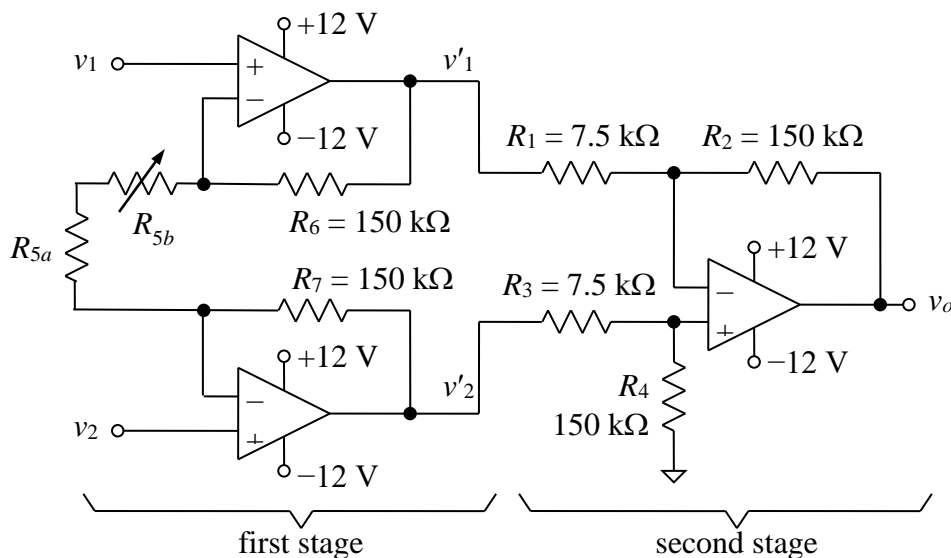 +12 V
v1
+
−
v′1
−12 V
R1 = 7.5 kΩ
R2 = 150 kΩ
R6 = 150 kΩ
R5b
R5a
+12 V
R7 = 150 kΩ
R3 = 7.5 kΩ
−
+
vo
+12 V
−12 V
v′2
R4
150 kΩ
−
+
v2
−12 V
first stage
second stage